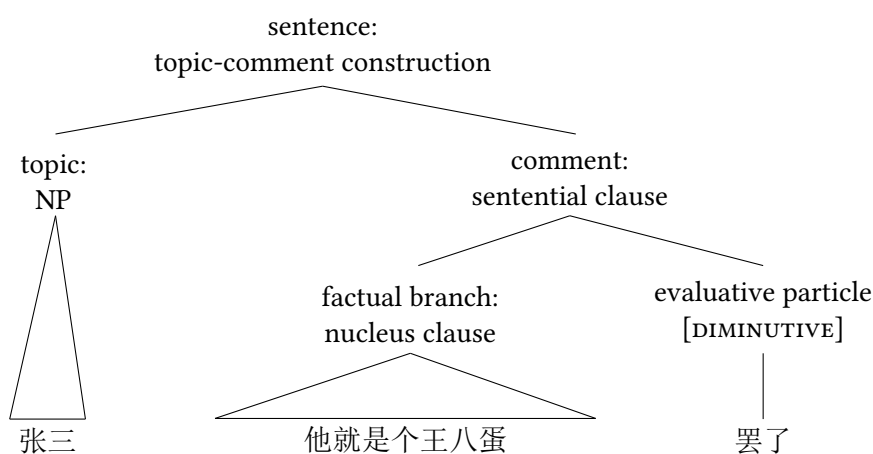 sentence:
topic-comment construction
topic:
NP
comment:
sentential clause
factual branch:
nucleus clause
evaluative particle
[DIMINUTIVE]
张三
他就是个王八蛋
罢了